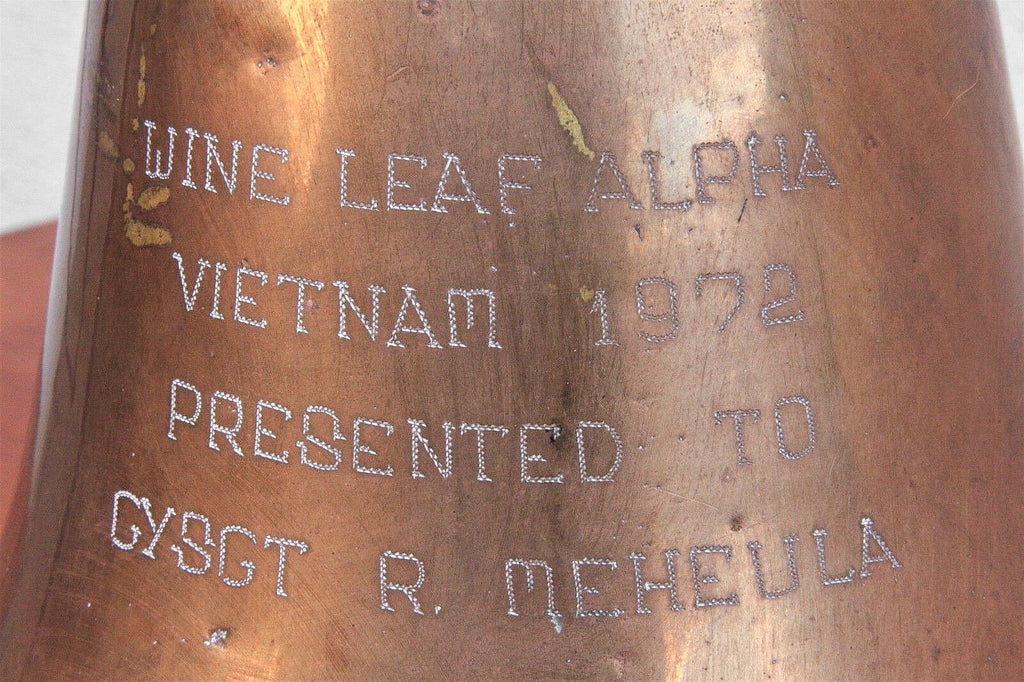 WINE LEAF ALPHA
VIETNAM 1972
PRESENTED TO
GYSGT R. MEHEULA